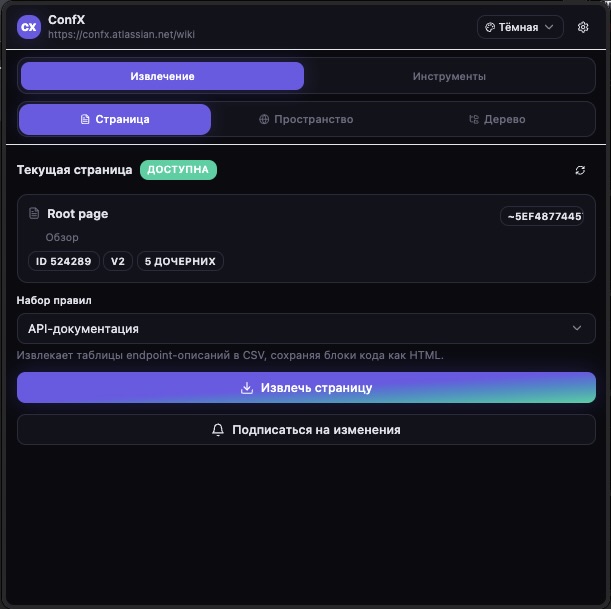 CX
ConfX
https://confx.atlassian.net/wiki
Тёмная
Извлечение
Инструменты
Страница
Пространство
Дерево
Текущая страница
ДОСТУПНА
Root page
~5EF4877445
Обзор
ID 524289
V2
5 ДОЧЕРНИХ
Набор правил
API-документация
Извлекает таблицы endpoint-описаний в CSV, сохраняя блоки кода как HTML.
Извлечь страницу
Подписаться на изменения